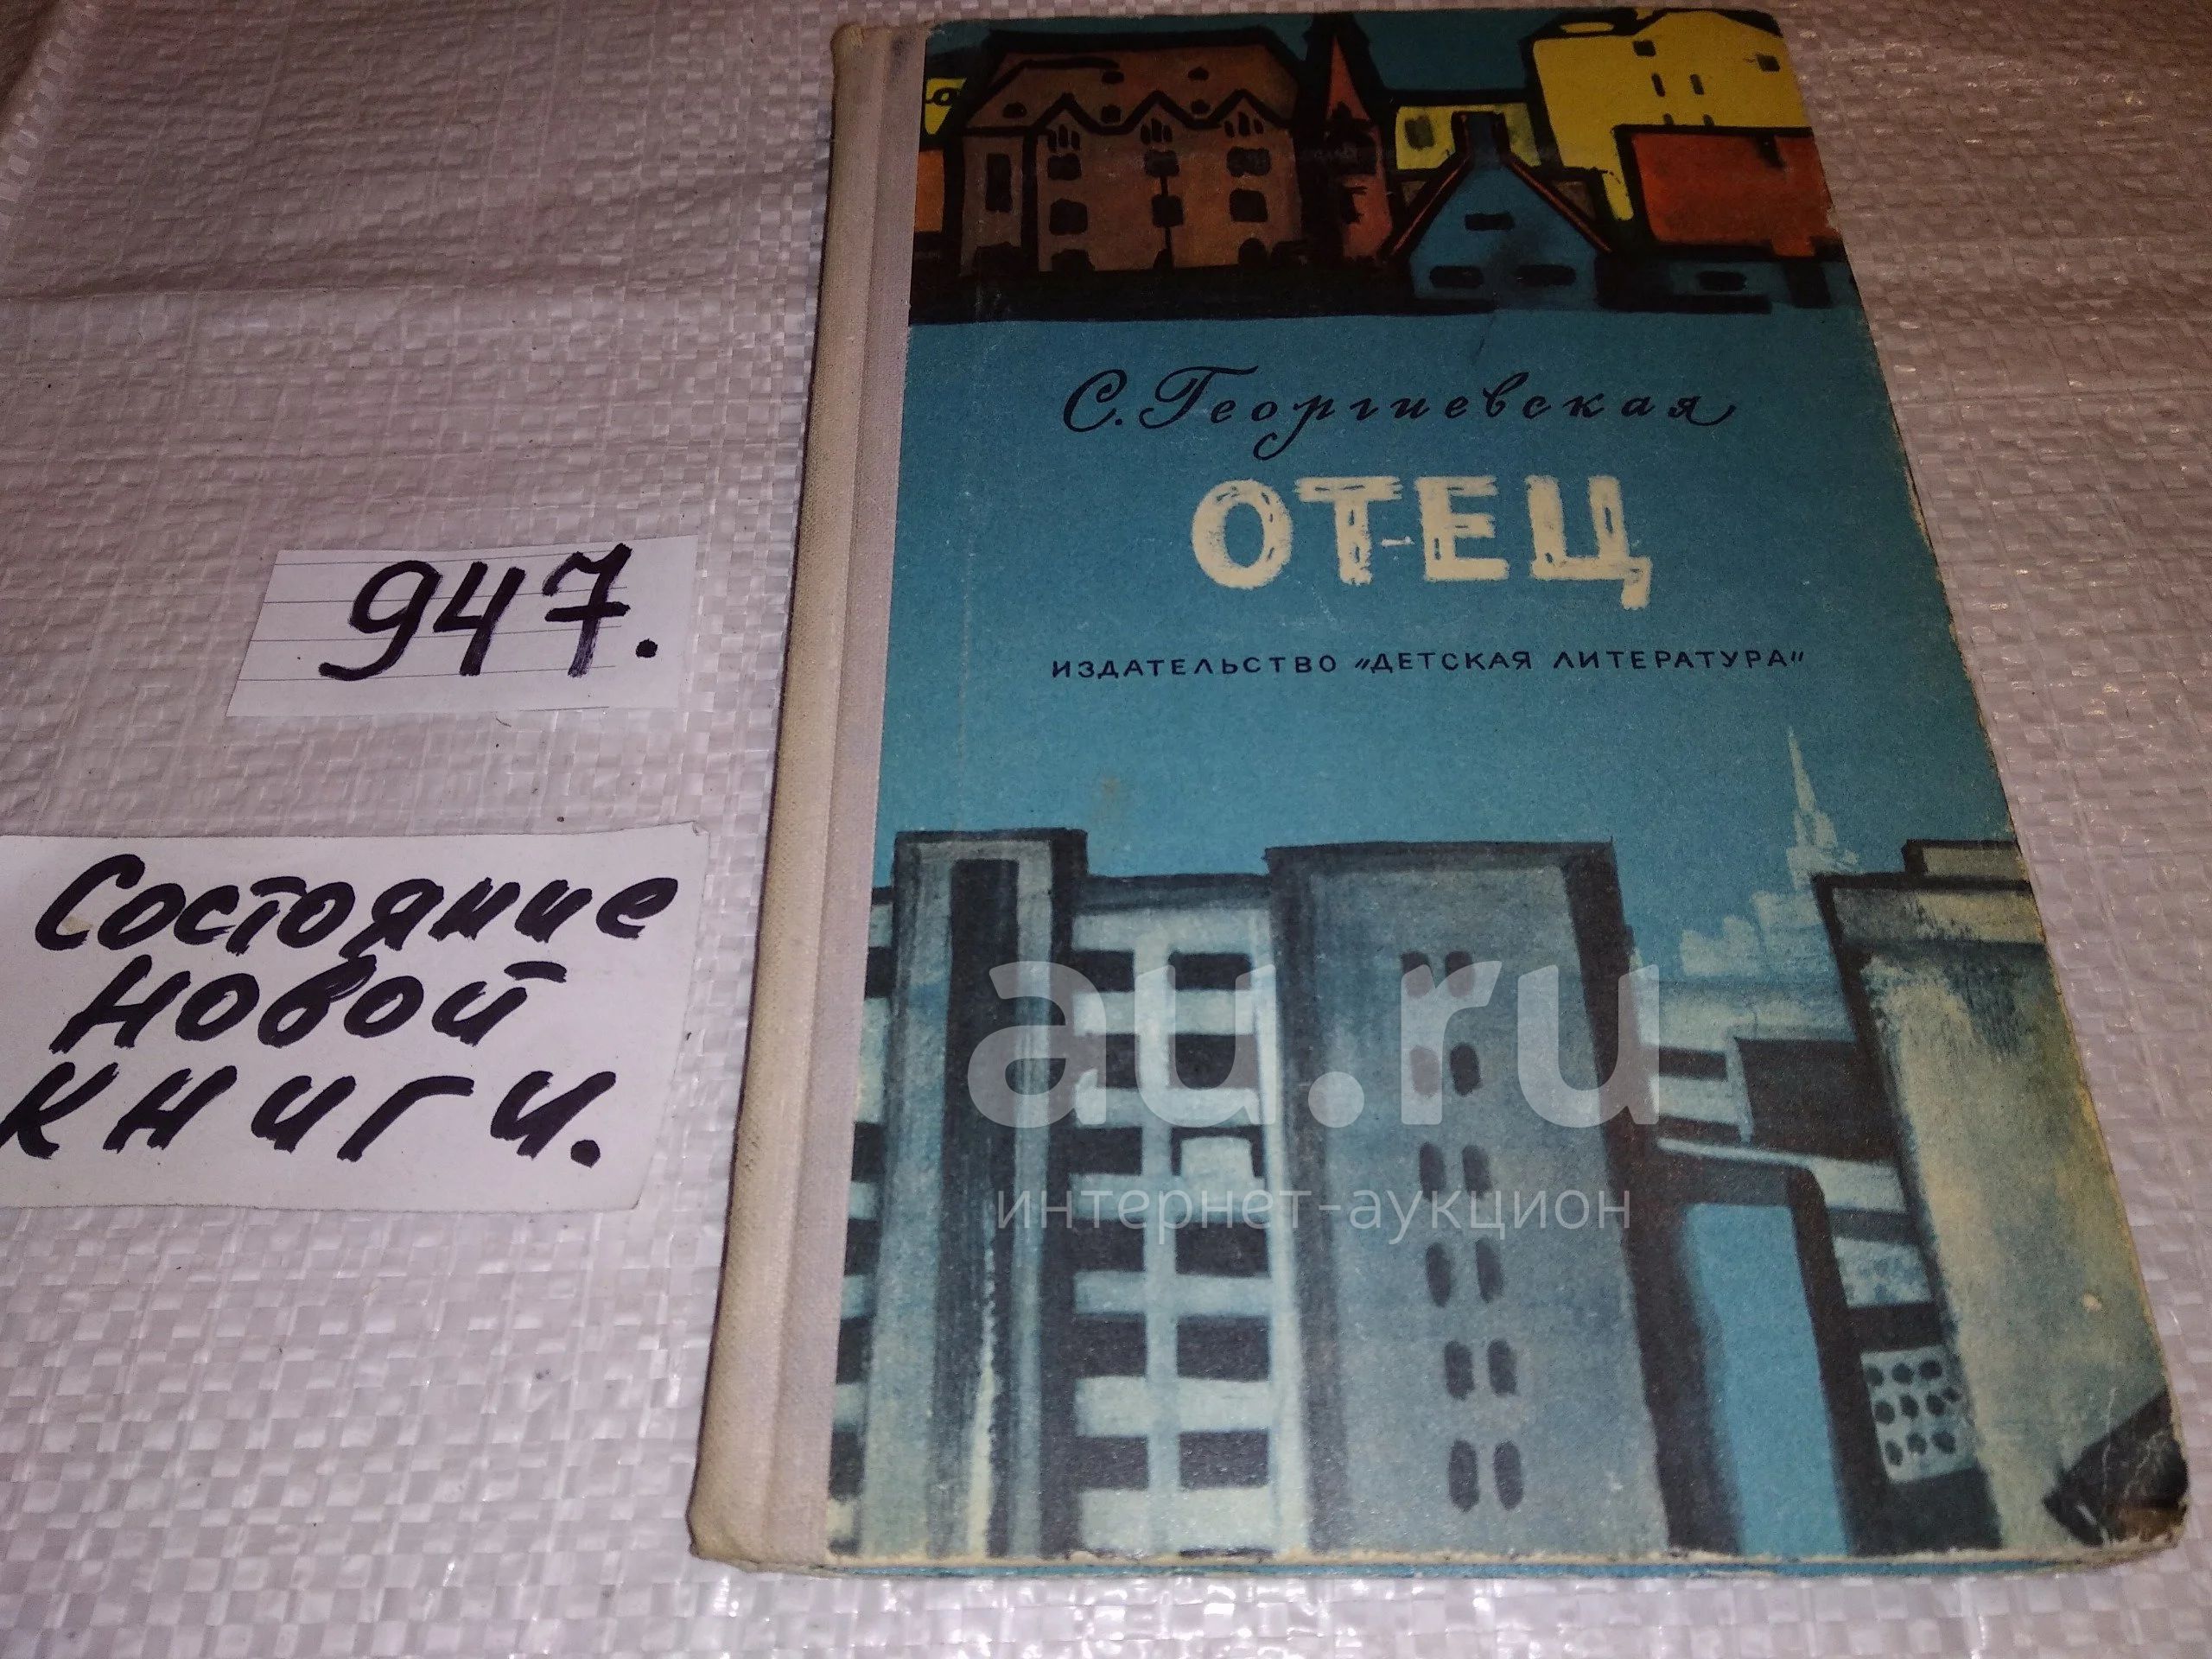 С. Георгиевская
ОТЕЦ
ИЗДАТЕЛЬСТВО "ДЕТСКАЯ ЛИТЕРАТУРА"
947.
Состояние
новой
книги.
au.ru
интернет-аукцион